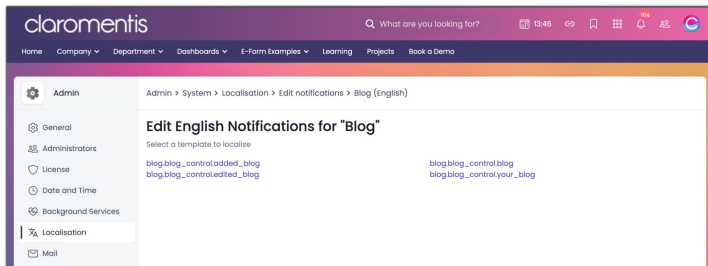 claromentis
What are you looking for?
13:46
164
Home Company Department Dashboards E-Form Examples Learning Projects Book a Demo
Admin
Admin > System > Localisation > Edit notifications > Blog (English)
General
Administrators
License
Date and Time
Background Services
Localisation
Mail
Edit English Notifications for "Blog"
Select a template to localise
blog.blog_control.added_blog blog.blog_control.blog
blog.blog_control.edited_blog blog.blog_control.your_blog